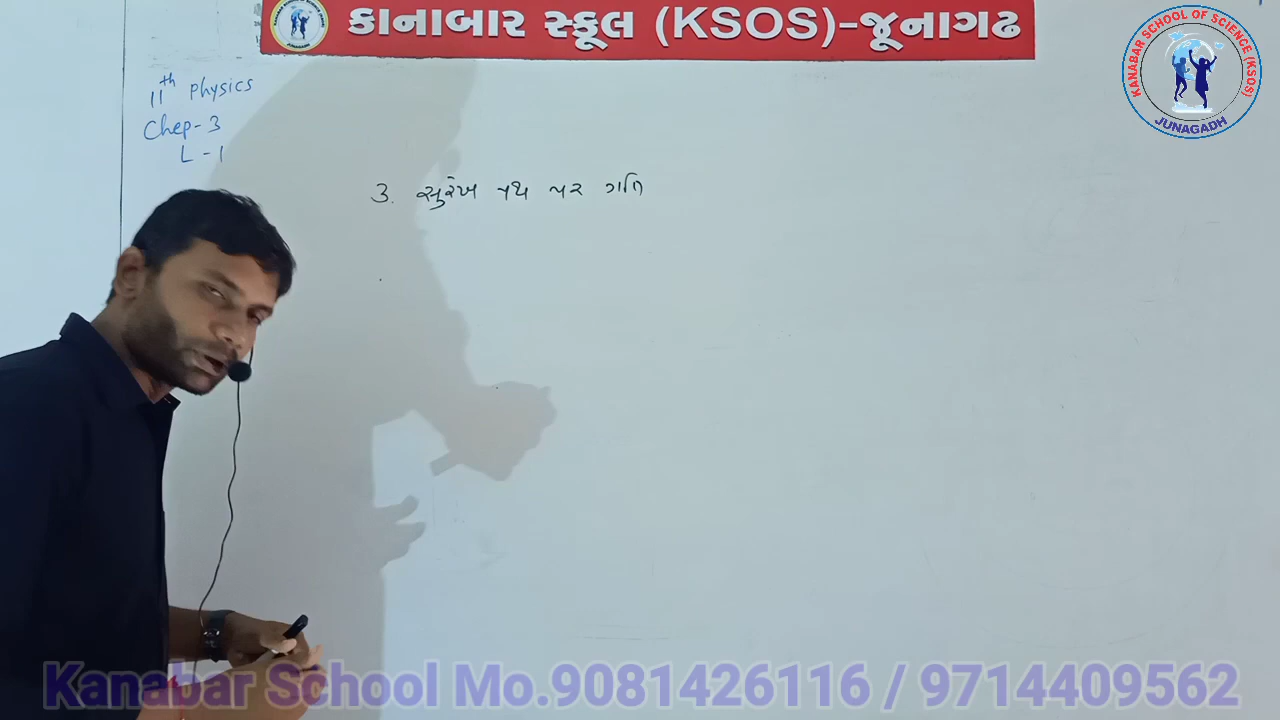 કાનાબાર સ્કૂલ (KSOS)-જૂનાગઢ
JUNAGADH
KANABAR SCHOOL OF SCIENCE (KSOS)
JUNAGADH
11th Physics
Chep-3
L-1
3. સુરેખ પથ પર ગતિ
Kanabar School Mo.9081426116 / 9714409562